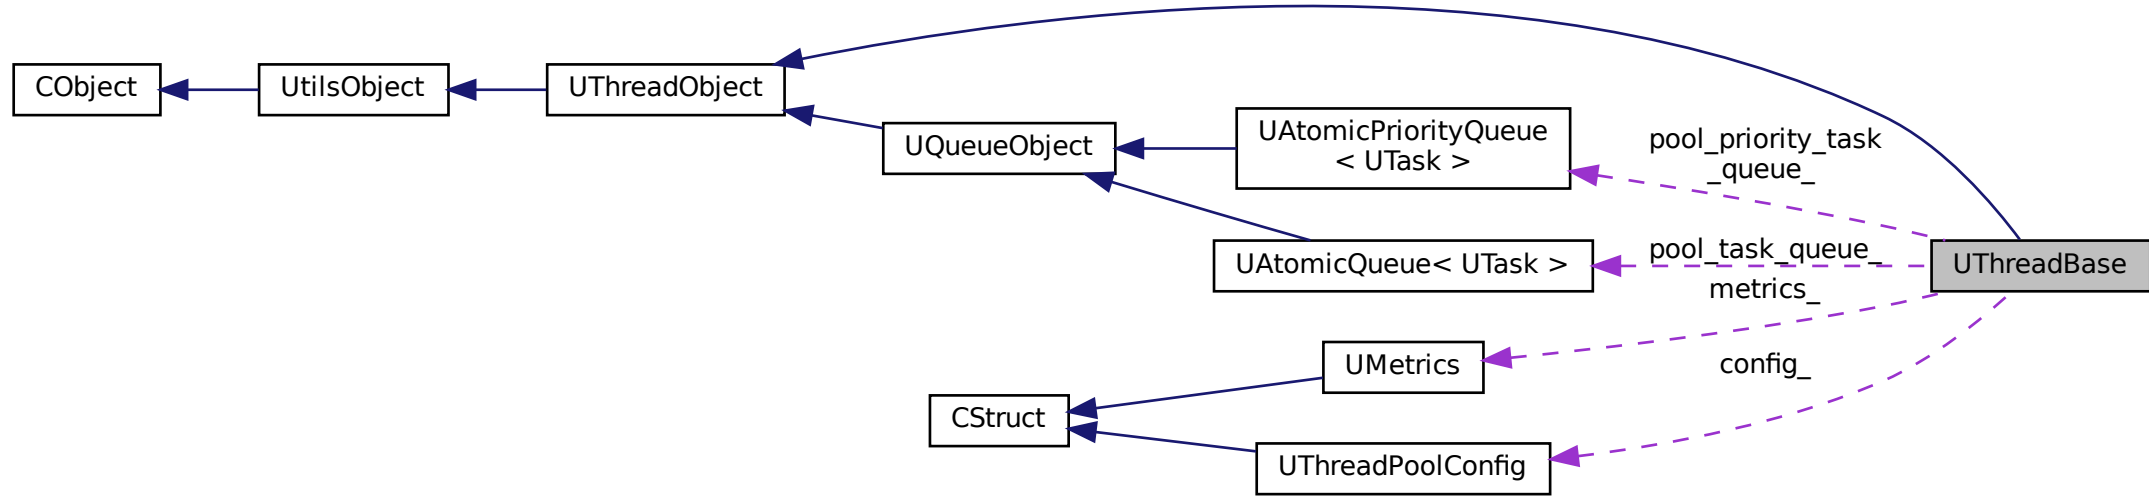 CObject
UtilsObject
UThreadObject
UQueueObject
UAtomicPriorityQueue
< UTask >
pool_priority_task
_queue_
UAtomicQueue< UTask >
pool_task_queue_
metrics_
UThreadBase
UMetrics
config_
CStruct
UThreadPoolConfig